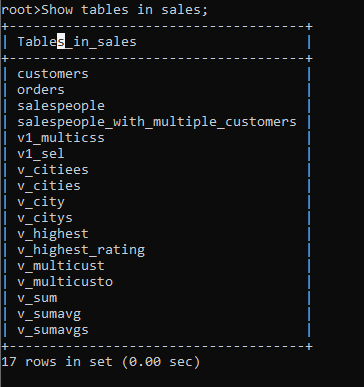 root>Show tables in sales;
+-----------------------------------+
| Tables_in_sales                   |
+-----------------------------------+
| customers                         |
| orders                            |
| salespeople                       |
| salespeople_with_multiple_customers |
| v1_multicss                       |
| v1_sel                            |
| v_citiees                         |
| v_cities                          |
| v_city                            |
| v_citys                           |
| v_highest                         |
| v_highest_rating                  |
| v_multicust                       |
| v_multicusto                      |
| v_sum                             |
| v_sumavg                          |
| v_sumavgs                         |
+-----------------------------------+
17 rows in set (0.00 sec)